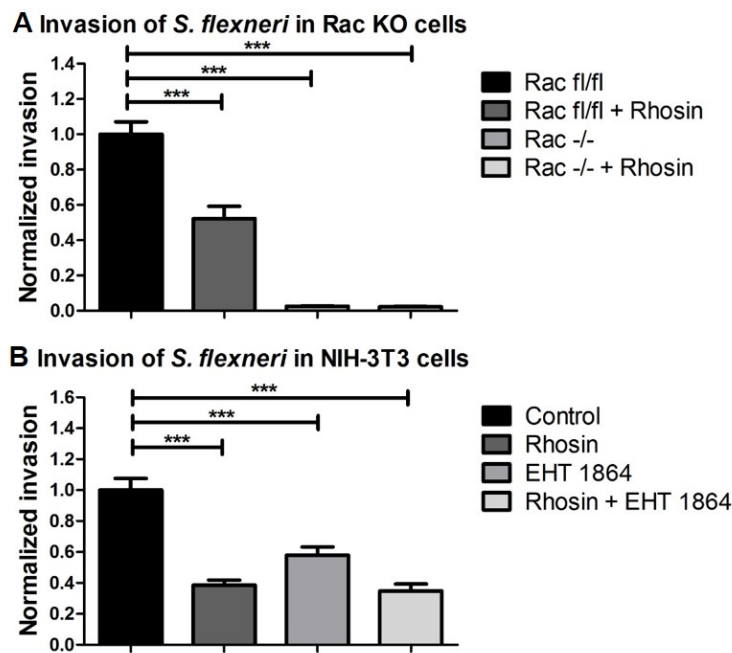 A Invasion of S. flexneri in Rac KO cells
***
***
***
Normalized invasion
1.4
1.2
1.0
0.8
0.6
0.4
0.2
0.0
Rac fl/fl
Rac fl/fl + Rhosin
Rac -/-
Rac -/- + Rhosin
B Invasion of S. flexneri in NIH-3T3 cells
***
***
***
Normalized invasion
1.6
1.4
1.2
1.0
0.8
0.6
0.4
0.2
0.0
Control
Rhosin
EHT 1864
Rhosin + EHT 1864